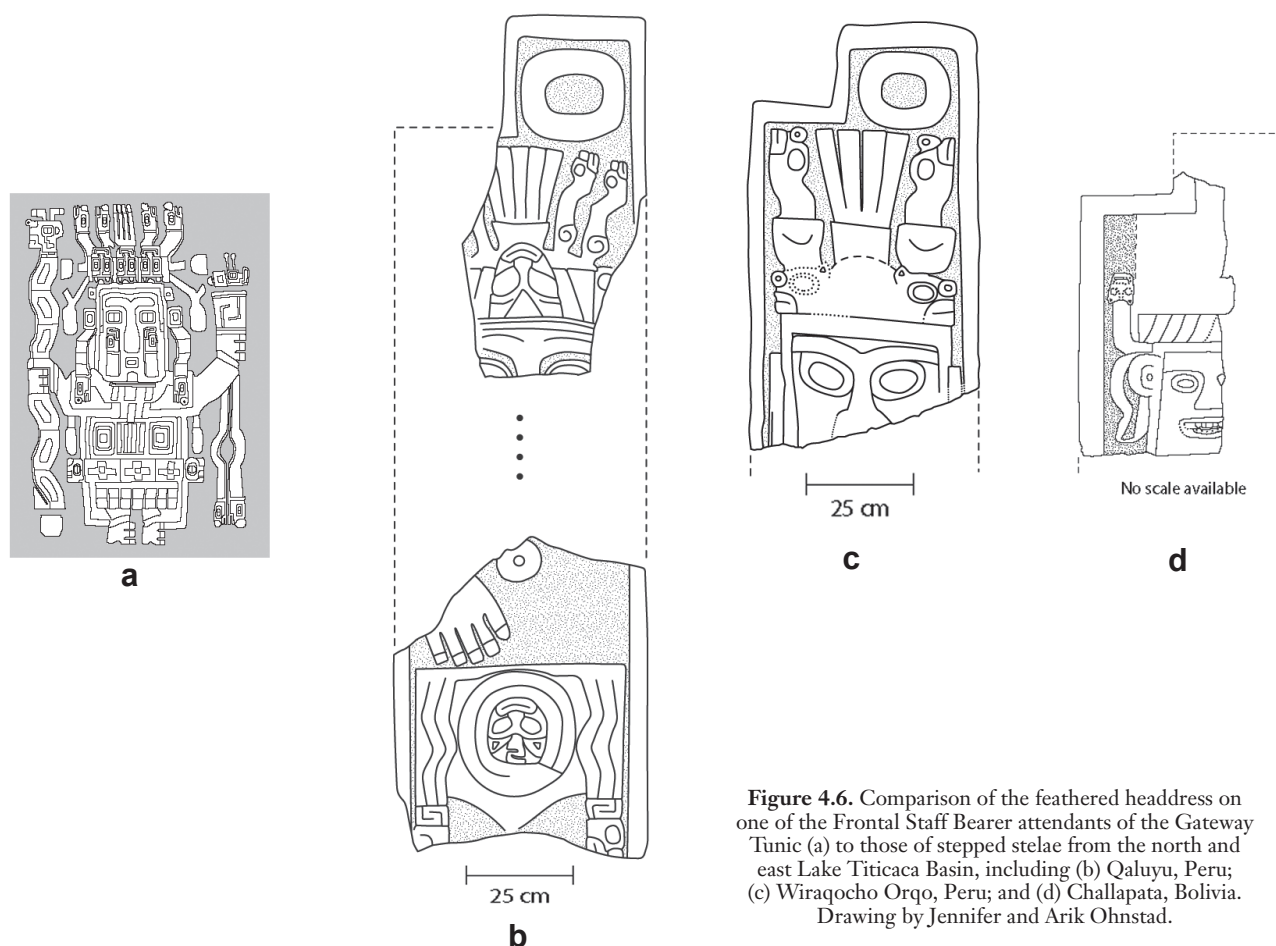 a
25 cm
b
25 cm
c
No scale available
d
Figure 4.6. Comparison of the feathered headdress on
one of the Frontal Staff Bearer attendants of the Gateway
Tunic (a) to those of stepped stelae from the north and
east Lake Titicaca Basin, including (b) Qaluyu, Peru;
(c) Wiraqocho Orqo, Peru; and (d) Challapata, Bolivia.
Drawing by Jennifer and Arik Ohnstad.